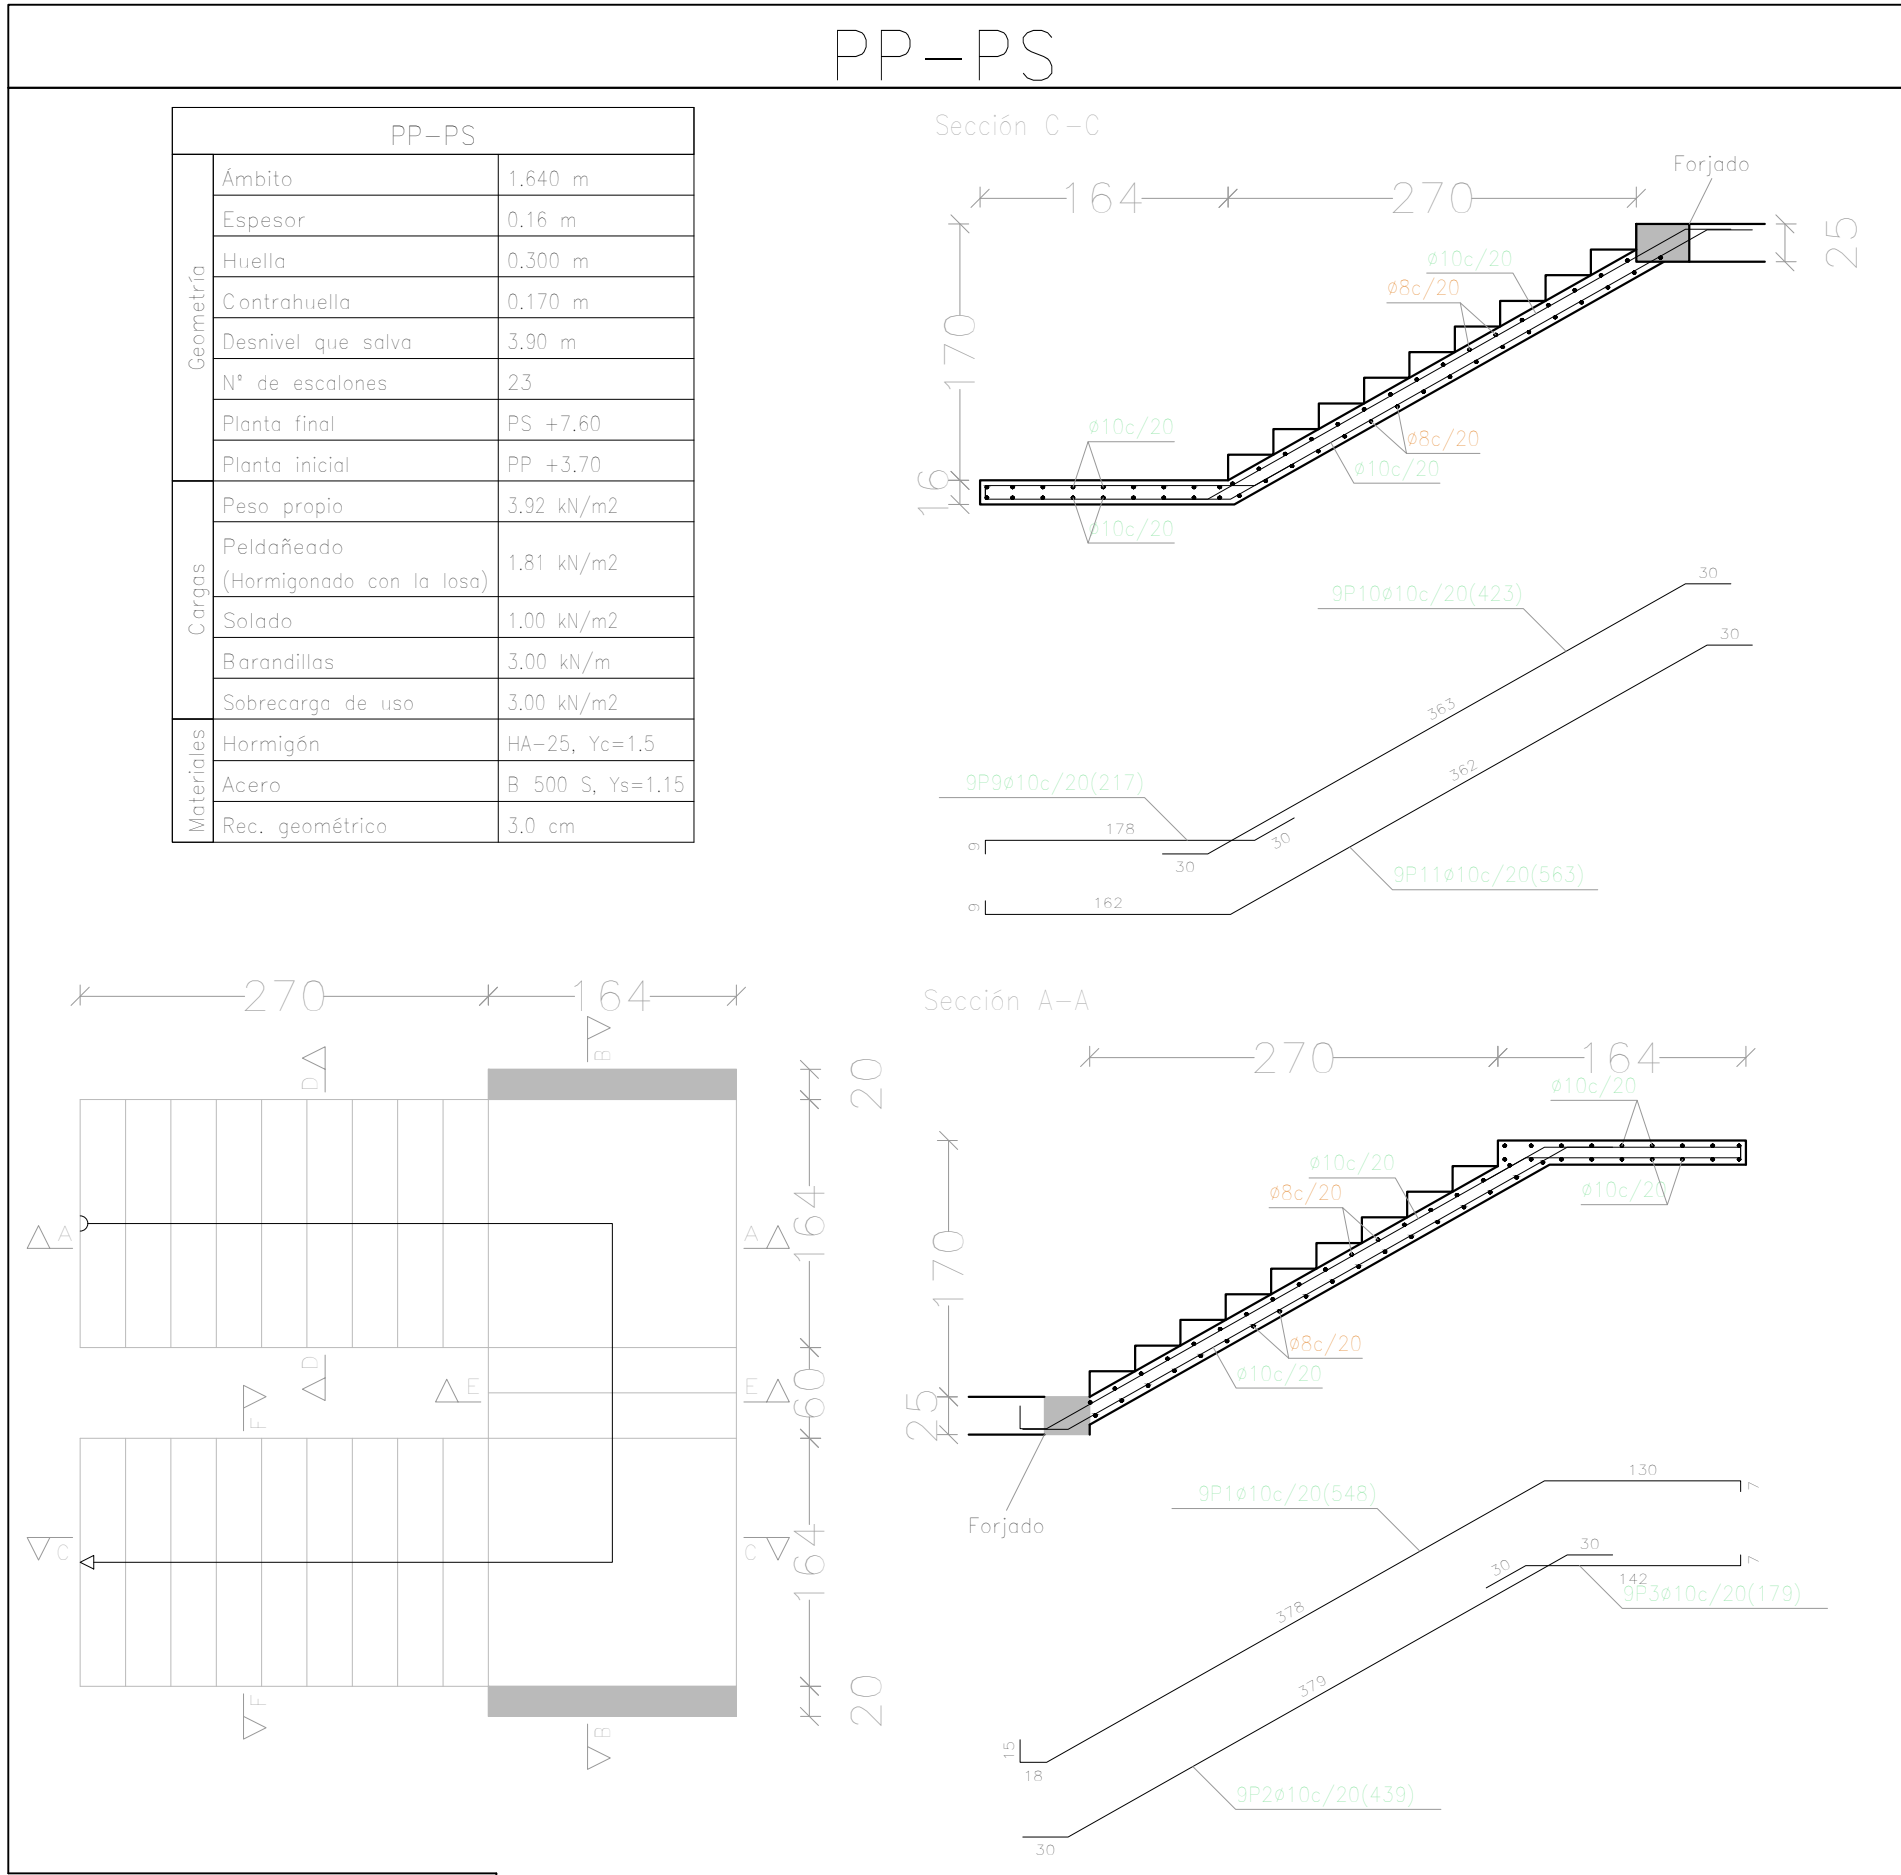 PP-PS
PP-PS
Geometría
Ámbito 1.640 m
Espesor 0.16 m
Huella 0.300 m
Contrahuella 0.170 m
Desnivel que salva 3.90 m
Nº de escalones 23
Planta final PS +7.60
Planta inicial PP +3.70
Cargas
Peso propio 3.92 kN/m2
Peldañeado
(Hormigonado con la losa) 1.81 kN/m2
Solado 1.00 kN/m2
Barandillas 3.00 kN/m
Sobrecarga de uso 3.00 kN/m2
Materiales
Hormigón HA-25, Yc=1.5
Acero B 500 S, Ys=1.15
Rec. geométrico 3.0 cm
Sección C-C
Forjado
164 270
25
170
16
ø10c/20
ø8c/20
ø10c/20
ø8c/20
ø10c/20
ø10c/20
9P10ø10c/20(423)
30
30
363
362
9P9ø10c/20(217)
178
9
30
30
9P11ø10c/20(563)
9
162
270 164
B
D
20
164
A A
D
E E
60
F
164
C C
F
B
20
Sección A-A
270 164
ø10c/20
ø10c/20
ø8c/20
ø10c/20
170
ø8c/20
ø10c/20
25
Forjado
9P1ø10c/20(548)
130
7
30
30
142
7
9P3ø10c/20(179)
378
379
15
18
9P2ø10c/20(439)
30